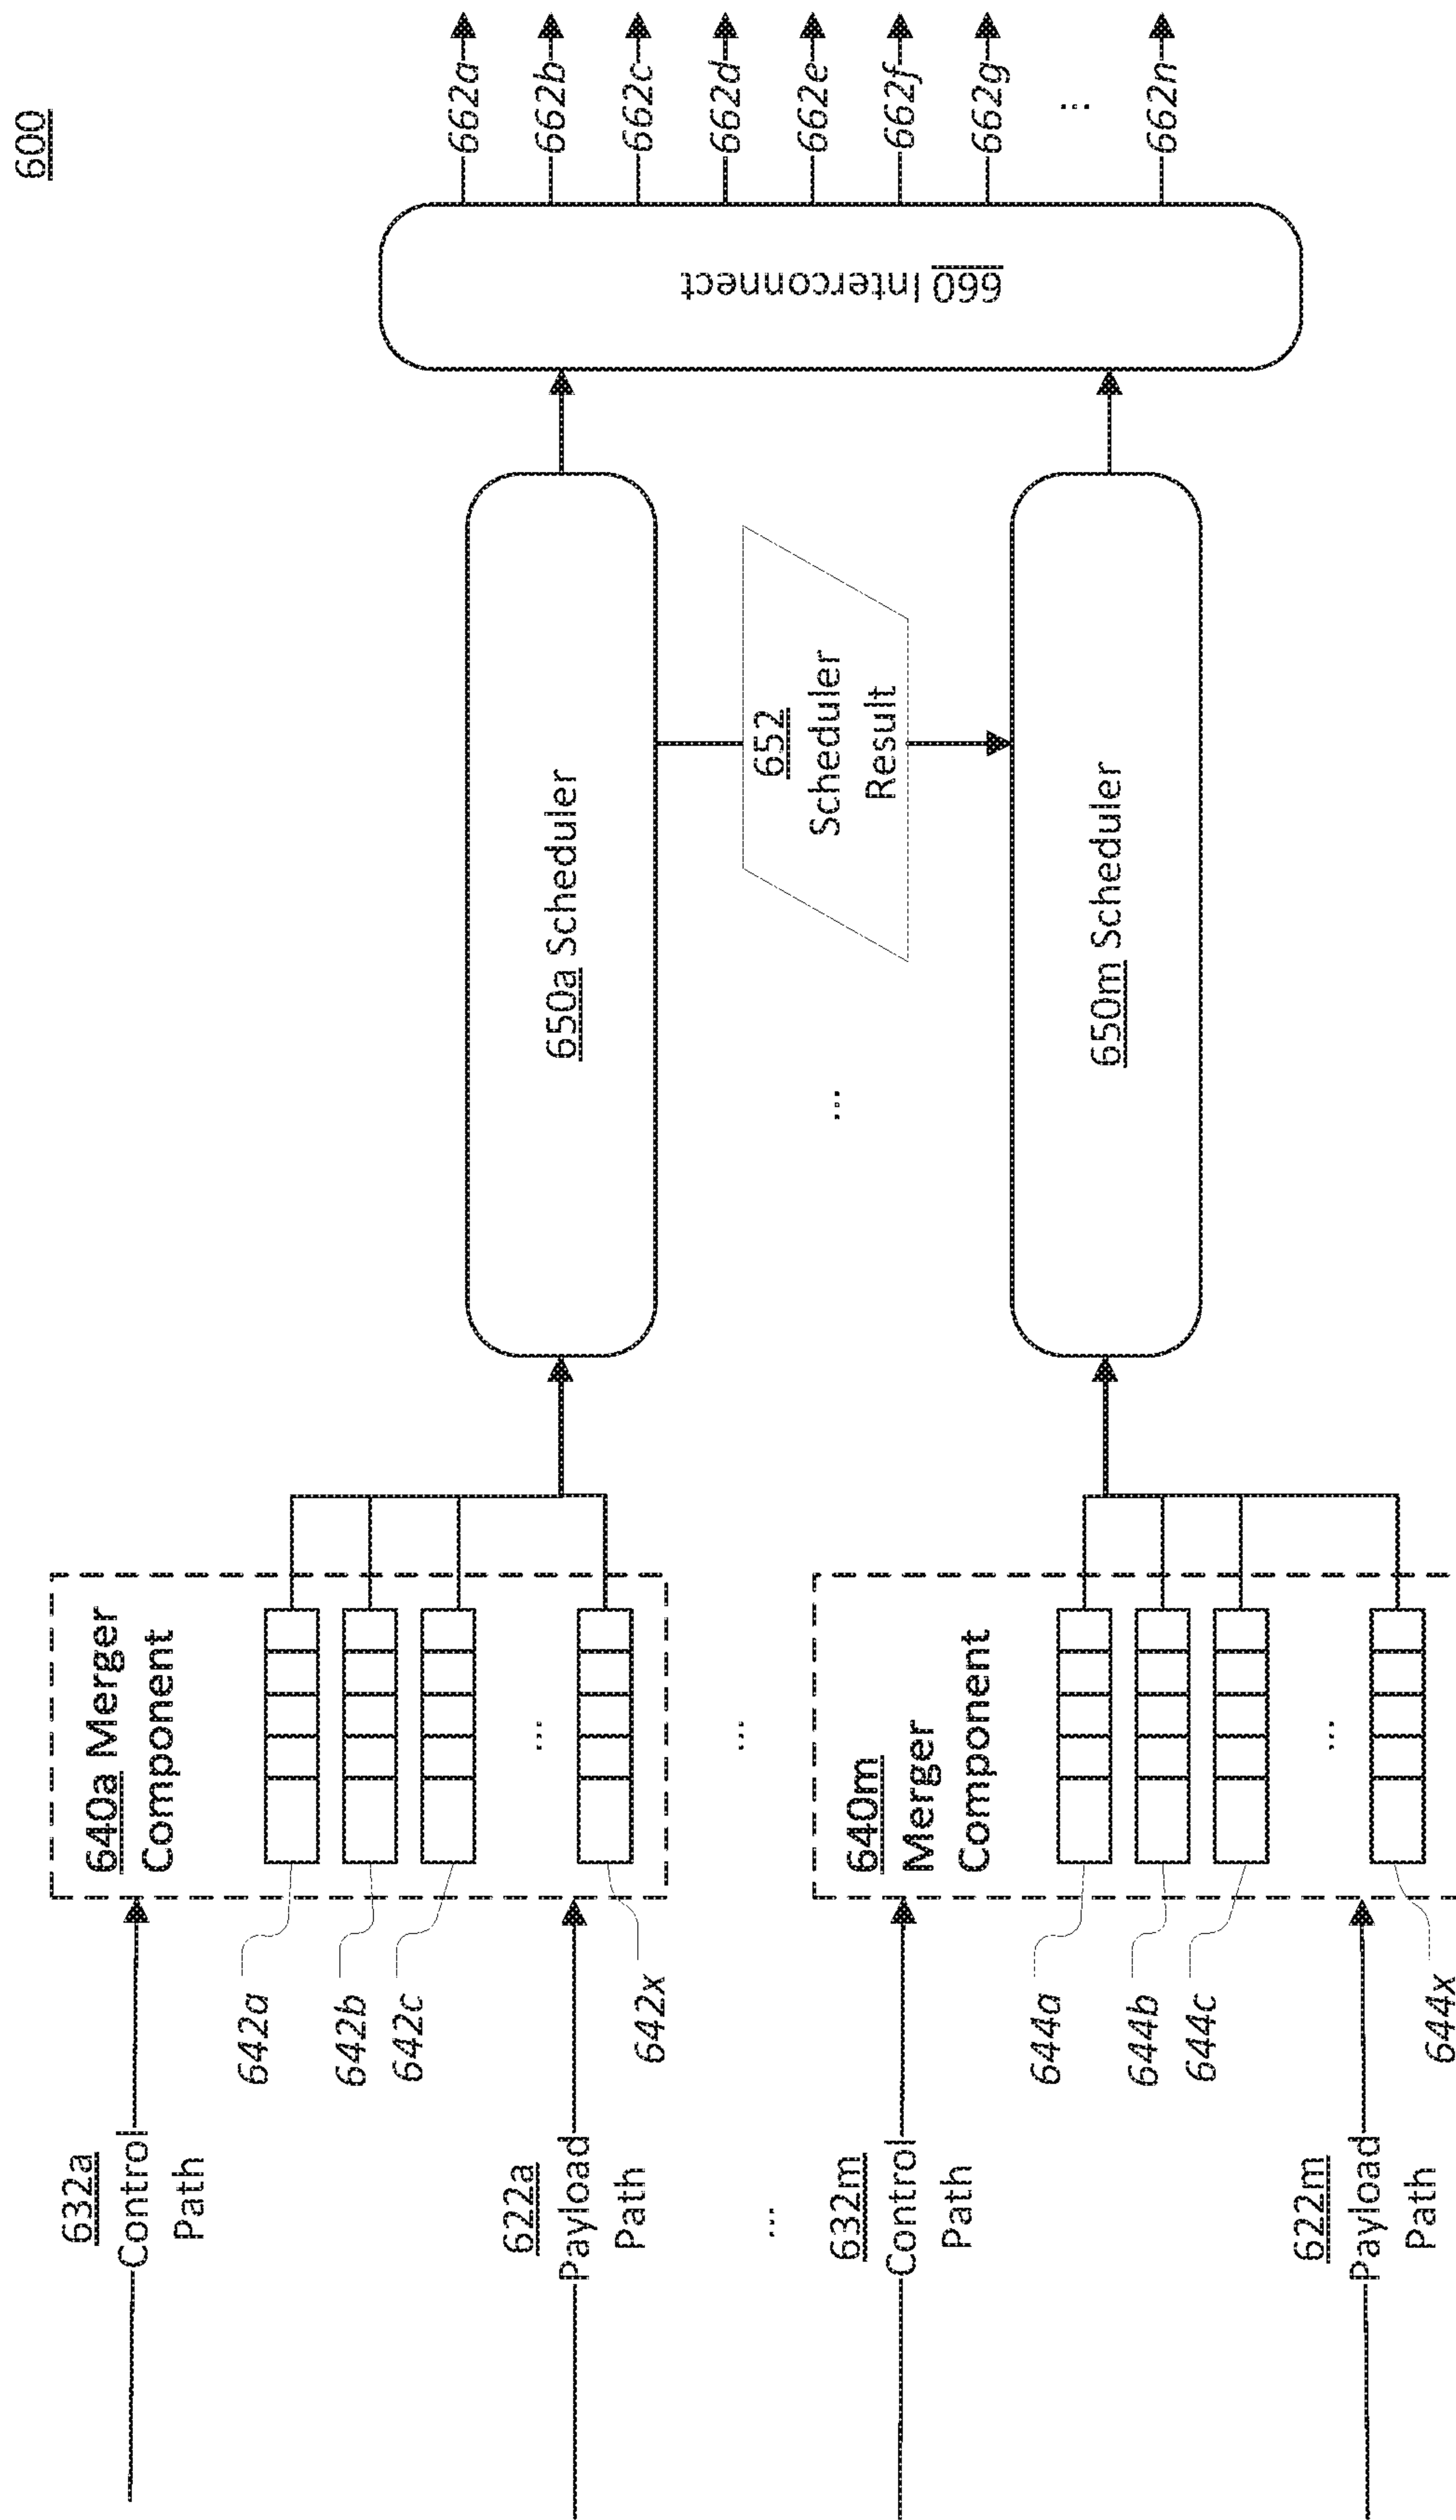 600
632a
Control
Path
622a
Payload
Path
...
632m
Control
Path
622m
Payload
Path
642a
642b
642c
642x
644a
644b
644c
644x
640a Merger
Component
...
...
640m
Merger
Component
...
650a Scheduler
...
652
Scheduler
Result
650m Scheduler
660 Interconnect
662a
662b
662c
662d
662e
662f
662g
...
662n